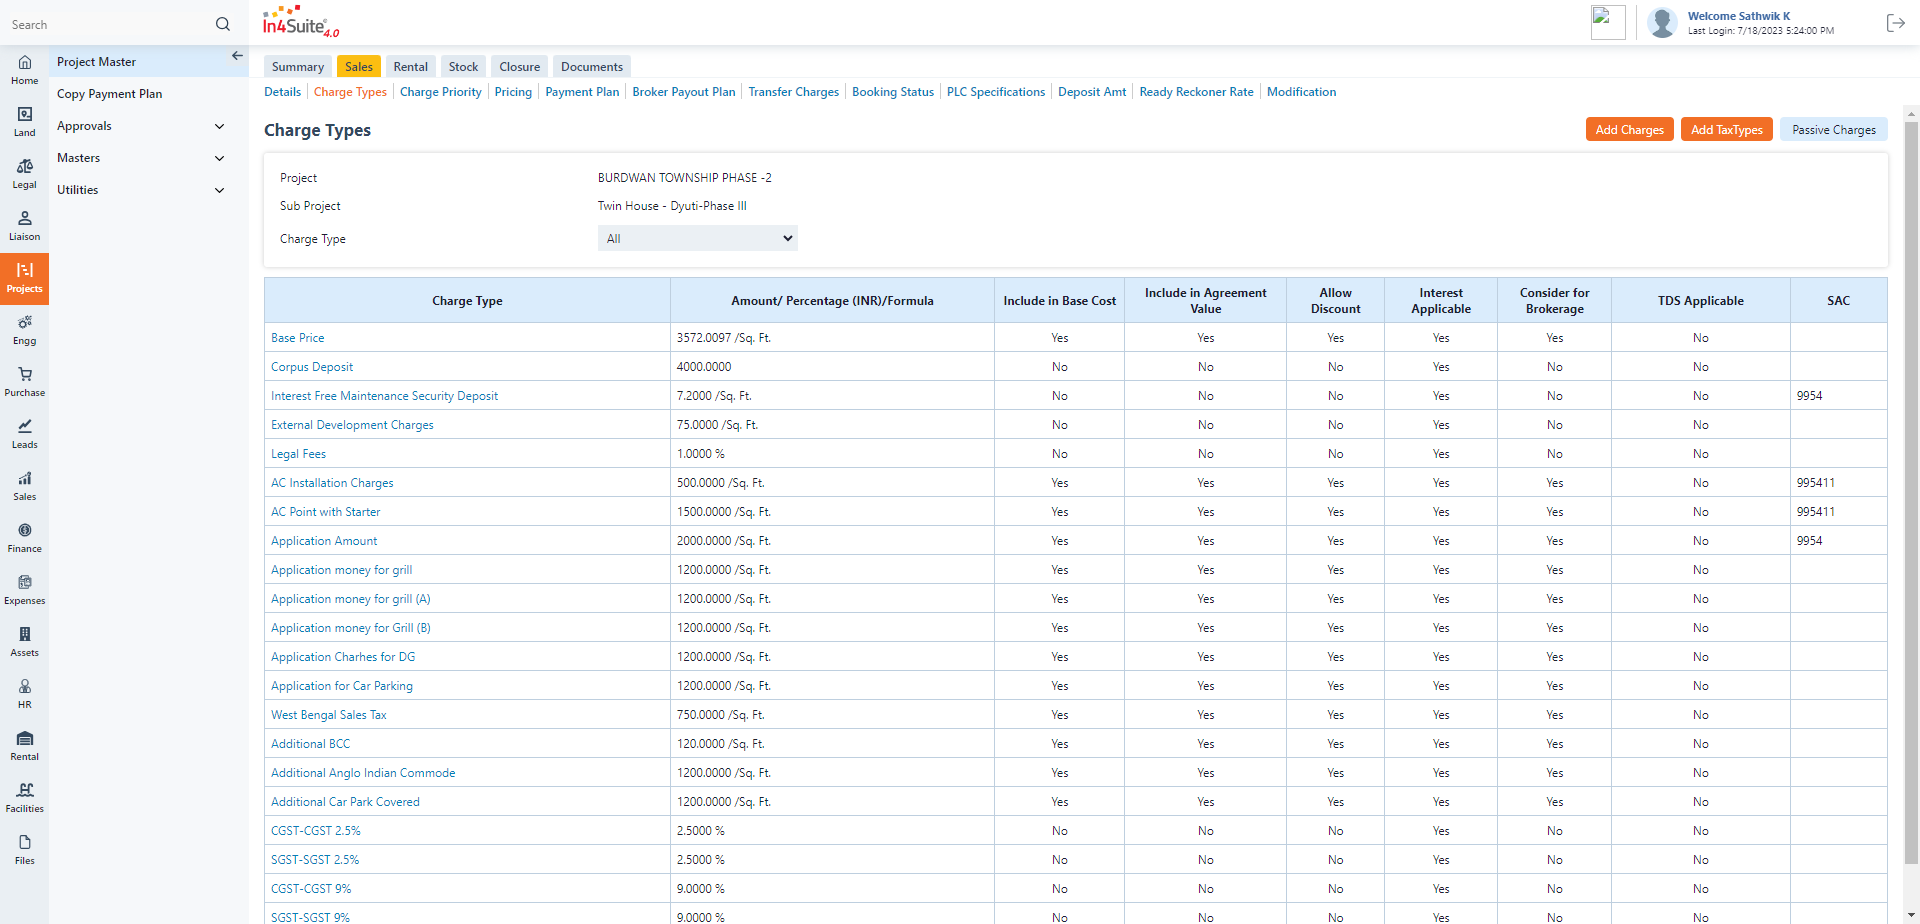 Search
In4Suite® 4.0
Welcome Sathwik K
Last Login: 7/18/2023 5:24:00 PM
Home
Land
Legal
Liaison
Projects
Engg
Purchase
Leads
Sales
Finance
Expenses
Assets
HR
Rental
Facilities
Files
Project Master
Copy Payment Plan
Approvals
Masters
Utilities
Summary Sales Rental Stock Closure Documents
Details Charge Types Charge Priority Pricing Payment Plan Broker Payout Plan Transfer Charges Booking Status PLC Specifications Deposit Amt Ready Reckoner Rate Modification
Charge Types
Add Charges Add TaxTypes Passive Charges
Project BURDWAN TOWNSHIP PHASE -2
Sub Project Twin House - Dyuti-Phase III
Charge Type All
Charge Type Amount/ Percentage (INR)/Formula Include in Base Cost Include in Agreement Value Allow Discount Interest Applicable Consider for Brokerage TDS Applicable SAC
Base Price 3572.0097 /Sq. Ft. Yes Yes Yes Yes Yes No
Corpus Deposit 4000.0000 No No No Yes No No
Interest Free Maintenance Security Deposit 7.2000 /Sq. Ft. No No No Yes No No 9954
External Development Charges 75.0000 /Sq. Ft. No No No Yes No No
Legal Fees 1.0000 % No No No Yes No No
AC Installation Charges 500.0000 /Sq. Ft. Yes Yes Yes Yes Yes No 995411
AC Point with Starter 1500.0000 /Sq. Ft. Yes Yes Yes Yes Yes No 995411
Application Amount 2000.0000 /Sq. Ft. Yes Yes Yes Yes Yes No 9954
Application money for grill 1200.0000 /Sq. Ft. Yes Yes Yes Yes Yes No
Application money for grill (A) 1200.0000 /Sq. Ft. Yes Yes Yes Yes Yes No
Application money for Grill (B) 1200.0000 /Sq. Ft. Yes Yes Yes Yes Yes No
Application Charhes for DG 1200.0000 /Sq. Ft. Yes Yes Yes Yes Yes No
Application for Car Parking 1200.0000 /Sq. Ft. Yes Yes Yes Yes Yes No
West Bengal Sales Tax 750.0000 /Sq. Ft. Yes Yes Yes Yes Yes No
Additional BCC 120.0000 /Sq. Ft. Yes Yes Yes Yes Yes No
Additional Anglo Indian Commode 1200.0000 /Sq. Ft. Yes Yes Yes Yes Yes No
Additional Car Park Covered 1200.0000 /Sq. Ft. Yes Yes Yes Yes Yes No
CGST-CGST 2.5% 2.5000 % No No No Yes No No
SGST-SGST 2.5% 2.5000 % No No No Yes No No
CGST-CGST 9% 9.0000 % No No No Yes No No
SGST-SGST 9% 9.0000 % No No No Yes No No